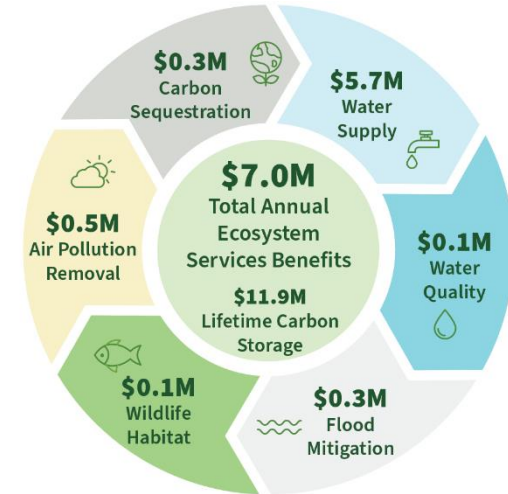 $0.3M
Carbon
Sequestration
$5.7M
Water
Supply
$0.1M
Water
Quality
$0.3M
Flood
Mitigation
$0.1M
Wildlife
Habitat
$0.5M
Air Pollution
Removal
$7.0M
Total Annual
Ecosystem
Services Benefits
$11.9M
Lifetime Carbon
Storage